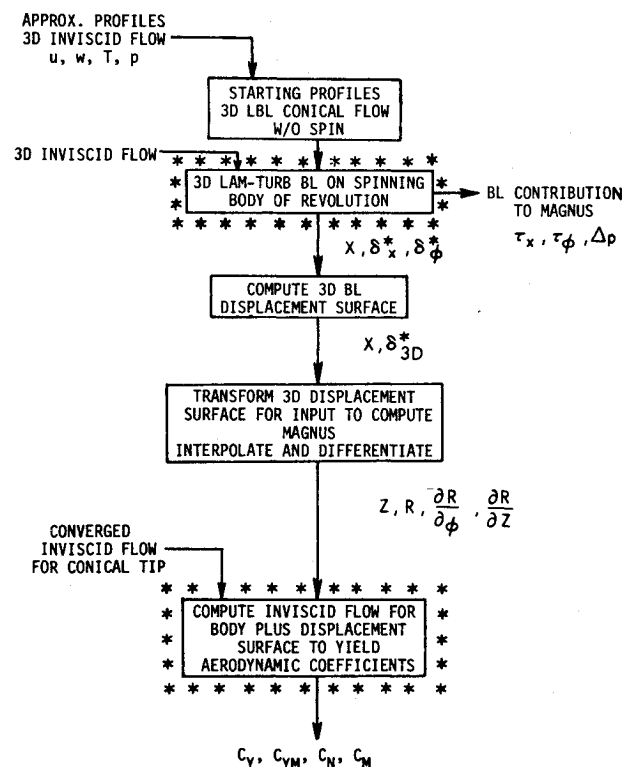 APPROX. PROFILES
3D INVISCID FLOW
u, w, T, p
STARTING PROFILES
3D LBL CONICAL FLOW
W/O SPIN
3D INVISCID FLOW
* * * * * * * * * *
* 3D LAM-TURB BL ON SPINNING *
* BODY OF REVOLUTION *
* * * * * * * * * * *
BL CONTRIBUTION
TO MAGNUS
τx, τϕ, Δp
X, δ*x, δ*ϕ
COMPUTE 3D BL
DISPLACEMENT SURFACE
X, δ*3D
TRANSFORM 3D DISPLACEMENT
SURFACE FOR INPUT TO COMPUTE
MAGNUS
INTERPOLATE AND DIFFERENTIATE
Z, R, ∂R/∂ϕ, ∂R/∂Z
CONVERGED
INVISCID FLOW
FOR CONICAL TIP
* * * * * * * * * * *
* COMPUTE INVISCID FLOW FOR *
* BODY PLUS DISPLACEMENT *
* SURFACE TO YIELD *
* AERODYNAMIC COEFFICIENTS *
* * * * * * * * * * *
CY, CYM, CN, CM